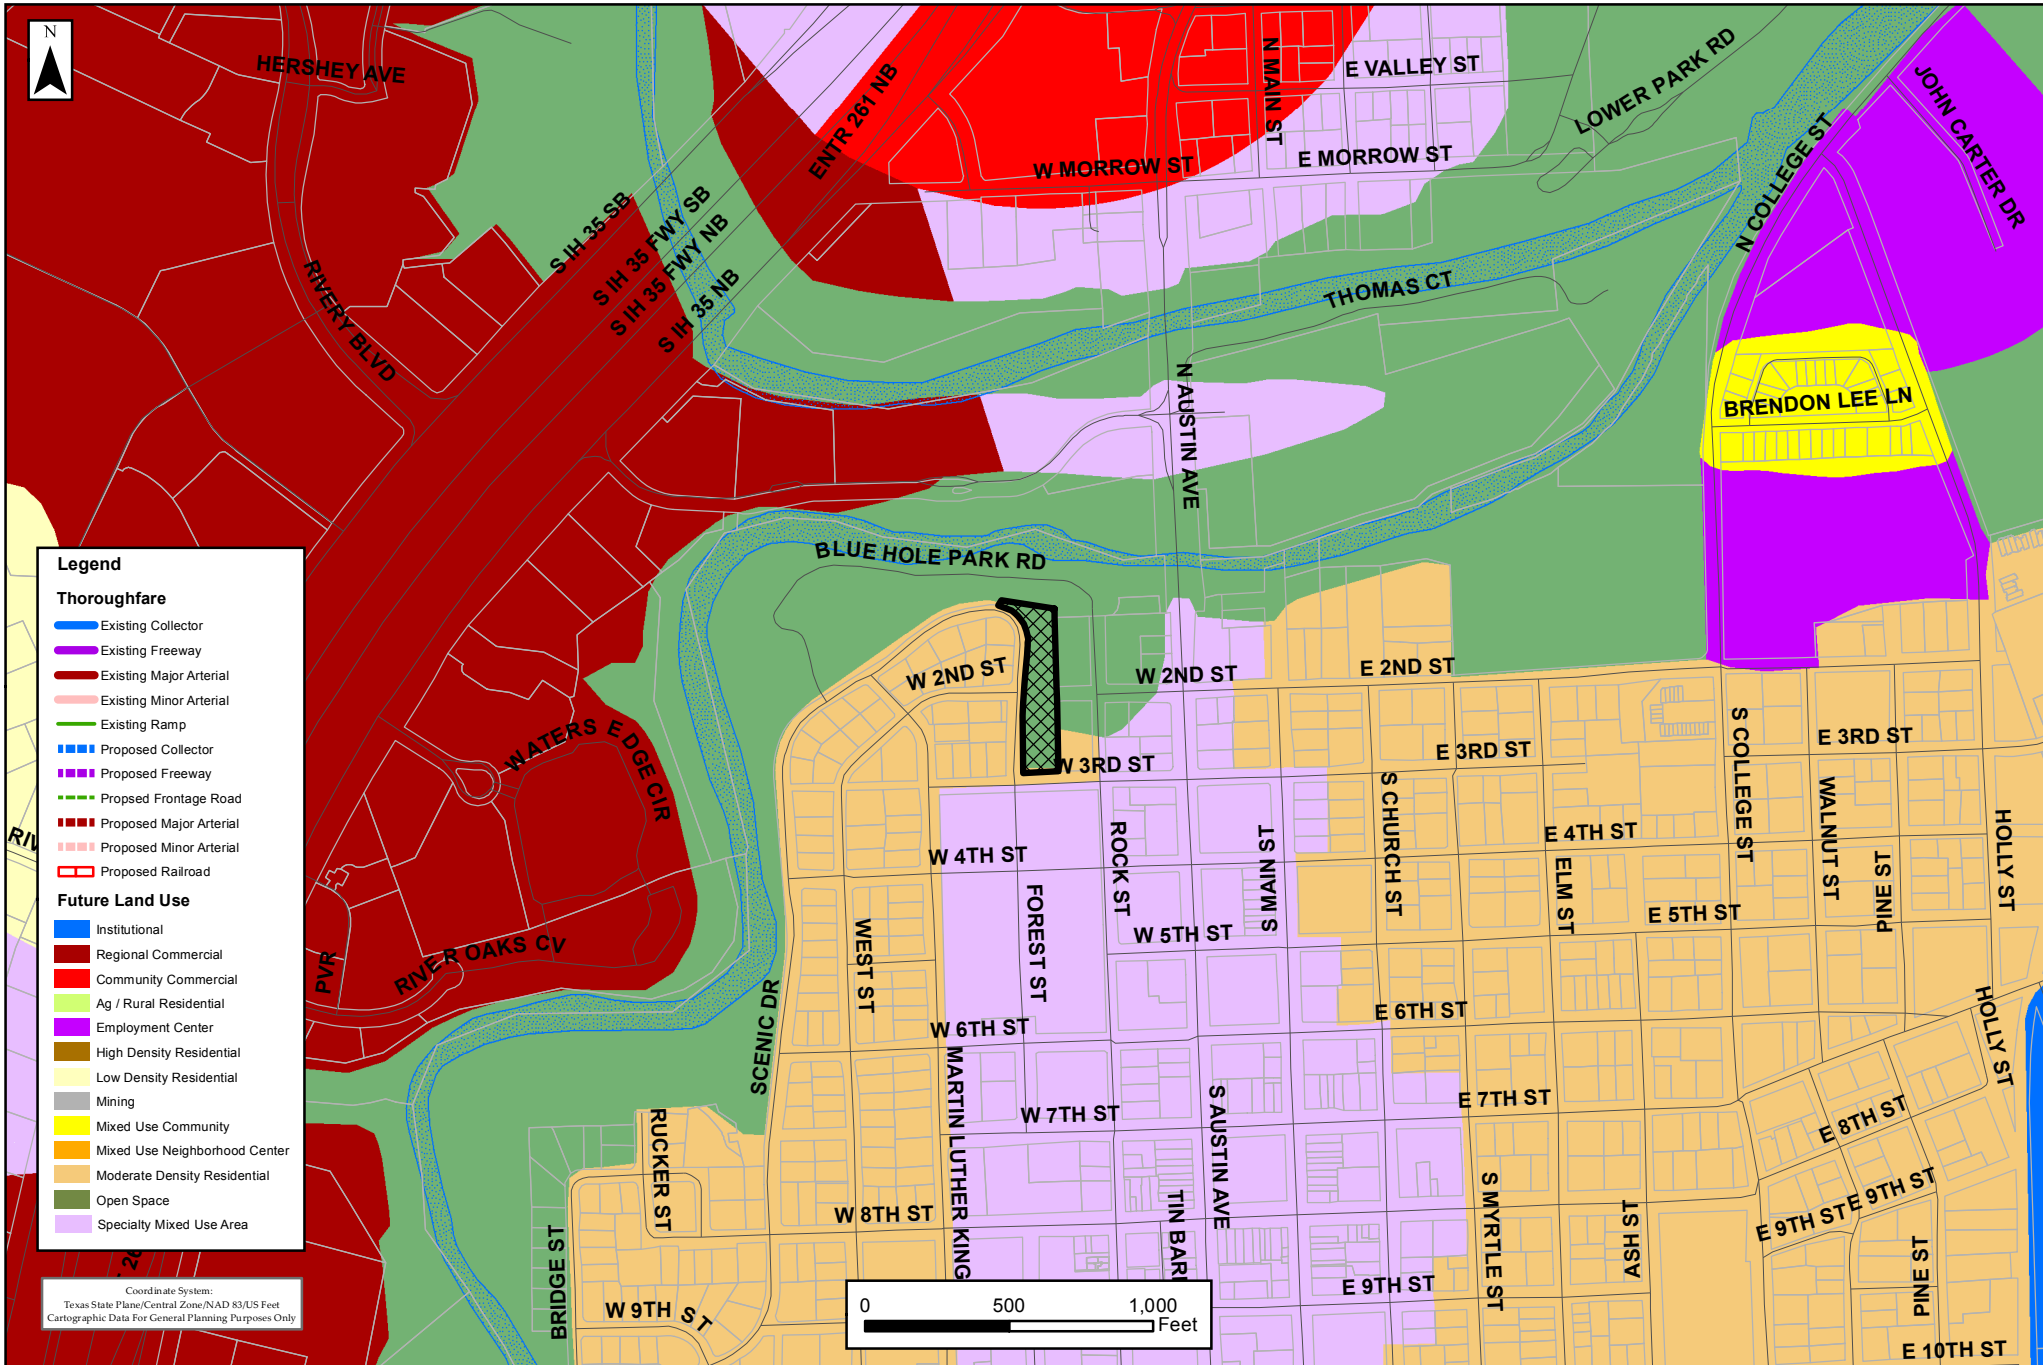 N
HERSHEY AVE
ENTR 261 NB
N MAIN ST
E VALLEY ST
LOWER PARK RD
JOHN CARTER DR
W MORROW ST
E MORROW ST
N COLLEGE ST
S IH 35 SB
S IH 35 FWY SB
S IH 35 FWY NB
S IH 35 NB
RIVERY BLVD
THOMAS CT
N AUSTIN AVE
BRENDON LEE LN
BLUE HOLE PARK RD
W 2ND ST
W 2ND ST
E 2ND ST
WATERS EDGE CIR
W 3RD ST
E 3RD ST
E 3RD ST
S COLLEGE ST
WALNUT ST
HOLLY ST
S CHURCH ST
ROCK ST
S MAIN ST
W 4TH ST
E 4TH ST
ELM ST
PINE ST
FOREST ST
WEST ST
W 5TH ST
E 5TH ST
RIVER OAKS CV
PVR
SCENIC DR
W 6TH ST
E 6TH ST
HOLLY ST
MARTIN LUTHER KING
RUCKER ST
W 7TH ST
S AUSTIN AVE
E 7TH ST
E 8TH ST
W 8TH ST
TIN BAR
S MYRTLE ST
ASH ST
E 9TH ST
E 9TH ST
PINE ST
BRIDGE ST
W 9TH ST
E 9TH ST
E 10TH ST
RIV
26
Legend
Thoroughfare
Existing Collector
Existing Freeway
Existing Major Arterial
Existing Minor Arterial
Existing Ramp
Proposed Collector
Proposed Freeway
Propsed Frontage Road
Proposed Major Arterial
Proposed Minor Arterial
Proposed Railroad
Future Land Use
Institutional
Regional Commercial
Community Commercial
Ag / Rural Residential
Employment Center
High Density Residential
Low Density Residential
Mining
Mixed Use Community
Mixed Use Neighborhood Center
Moderate Density Residential
Open Space
Specialty Mixed Use Area
Coordinate System:
Texas State Plane/Central Zone/NAD 83/US Feet
Cartographic Data For General Planning Purposes Only
0 500 1,000
Feet